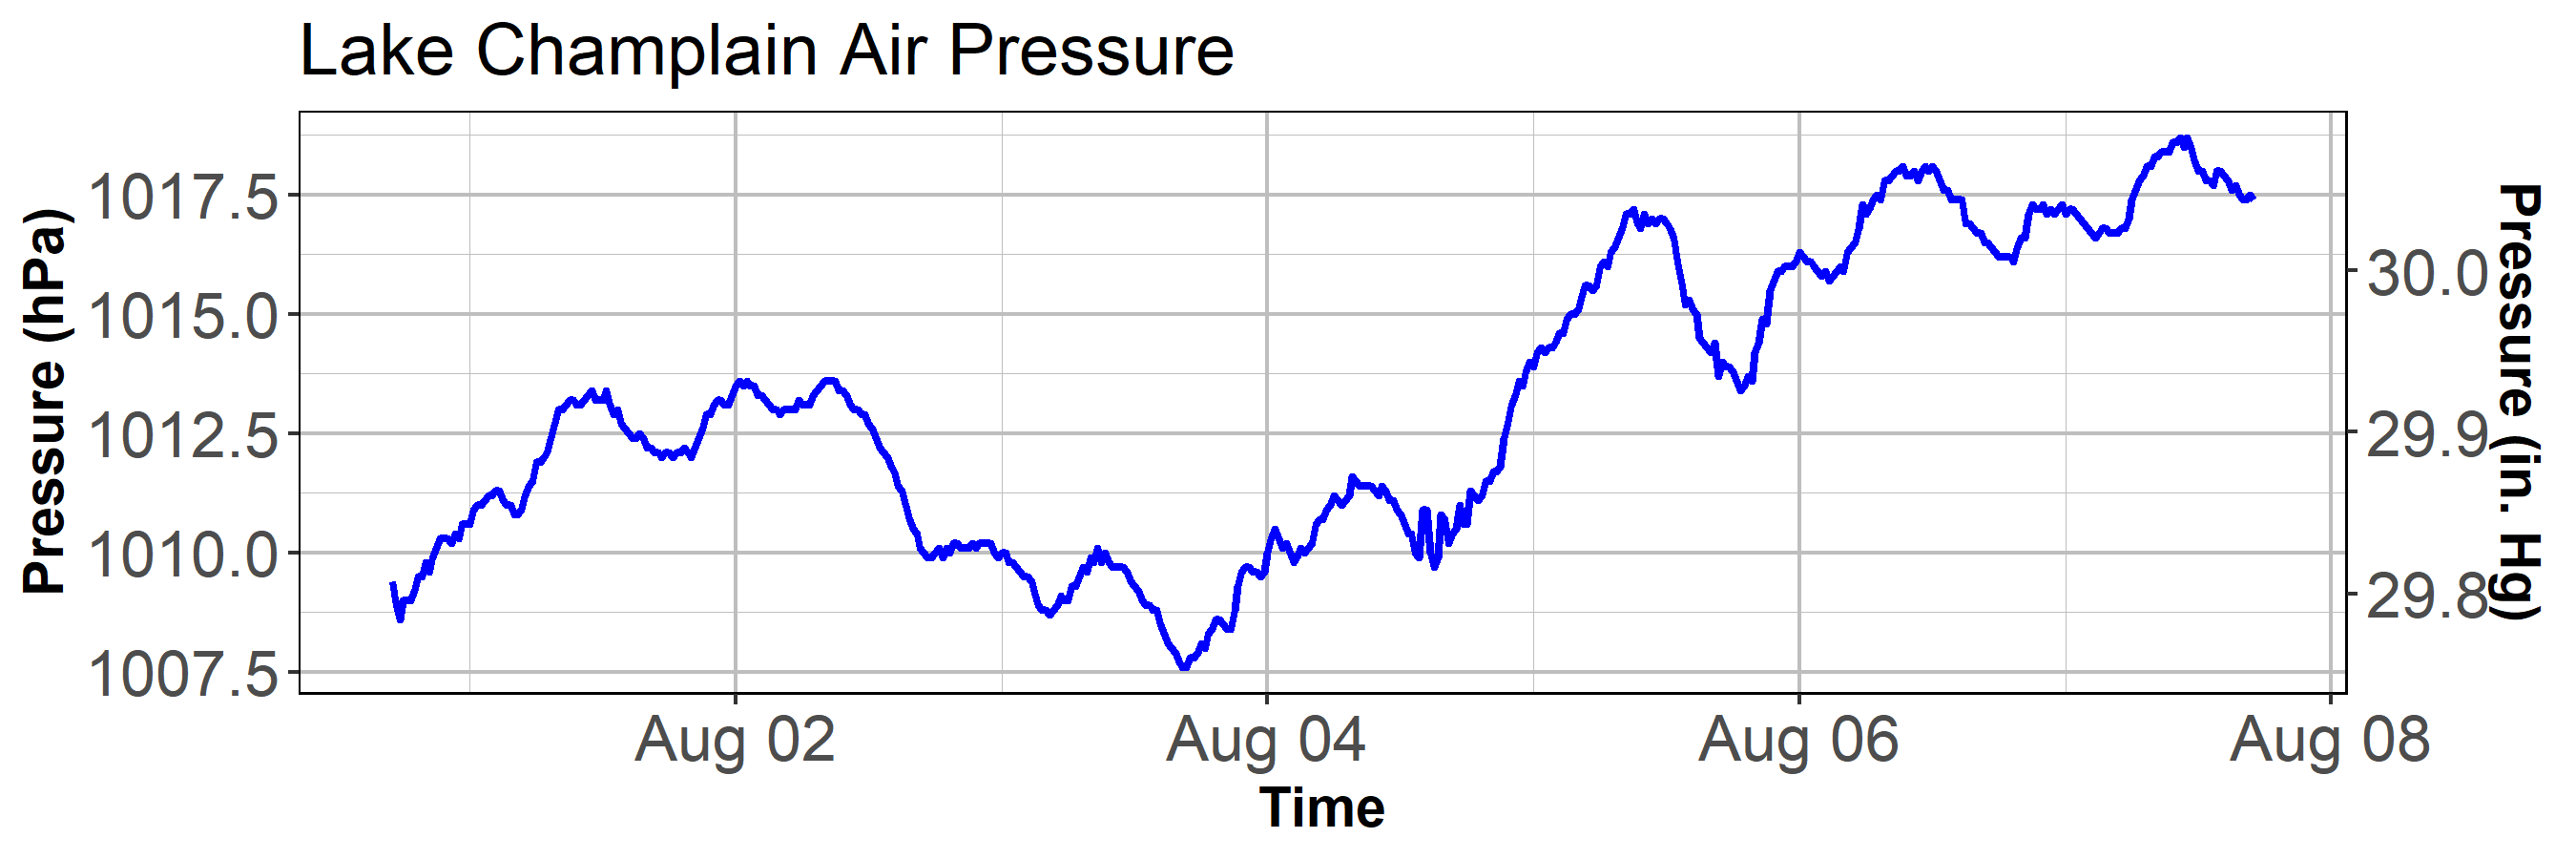 Lake Champlain Air Pressure
Pressure (hPa)
1017.5
1015.0
1012.5
1010.0
1007.5
30.0
29.9
29.8
Pressure (in. Hg)
Aug 02 Aug 04 Aug 06 Aug 08
Time